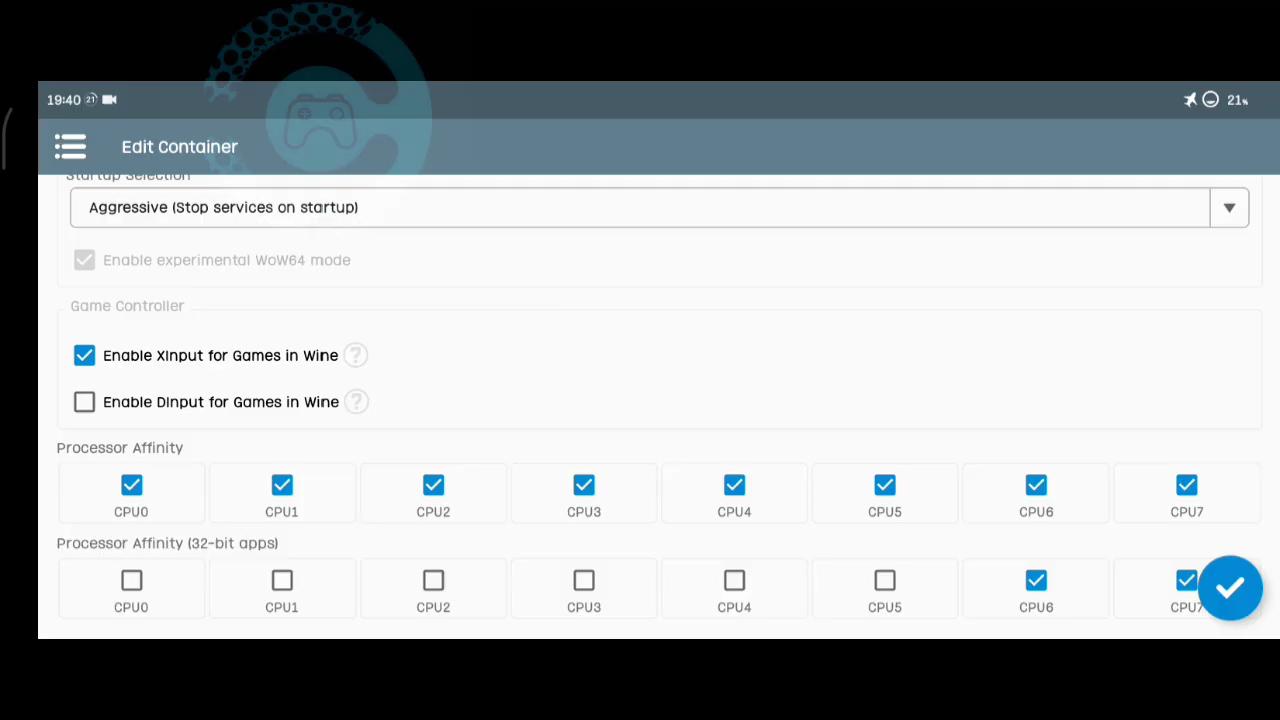 19:40 21 21%
Edit Container
Startup Selection
Aggressive (Stop services on startup)
Enable experimental WoW64 mode
Game Controller
Enable XInput for Games in Wine ?
Enable DInput for Games in Wine ?
Processor Affinity
CPU0 CPU1 CPU2 CPU3 CPU4 CPU5 CPU6 CPU7
Processor Affinity (32-bit apps)
CPU0 CPU1 CPU2 CPU3 CPU4 CPU5 CPU6 CPU7